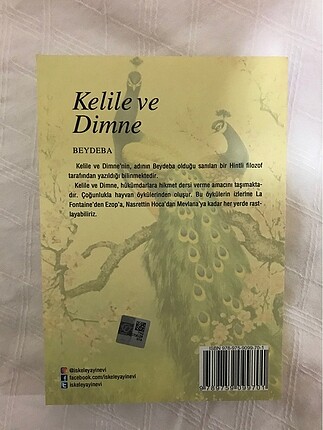 Kelile ve
Dimne
BEYDEBA
Kelile ve Dimne'nin, adının Beydeba olduğu sanılan bir Hintli filozof
tarafından yazıldığı bilinmektedir.
Kelile ve Dimne, hükümdarlara hikmet dersi verme amacını taşımakta-
dır. Çoğunlukla hayvan öykülerinden oluşur. Bu öykülerin izlerine La
Fontaine'den Ezop'a, Nasrettin Hoca'dan Mevlana'ya kadar her yerde rast-
layabiliriz.
@iskeleyayinevi
facebook.com/iskeleyayinevi
iskeleyayinevi